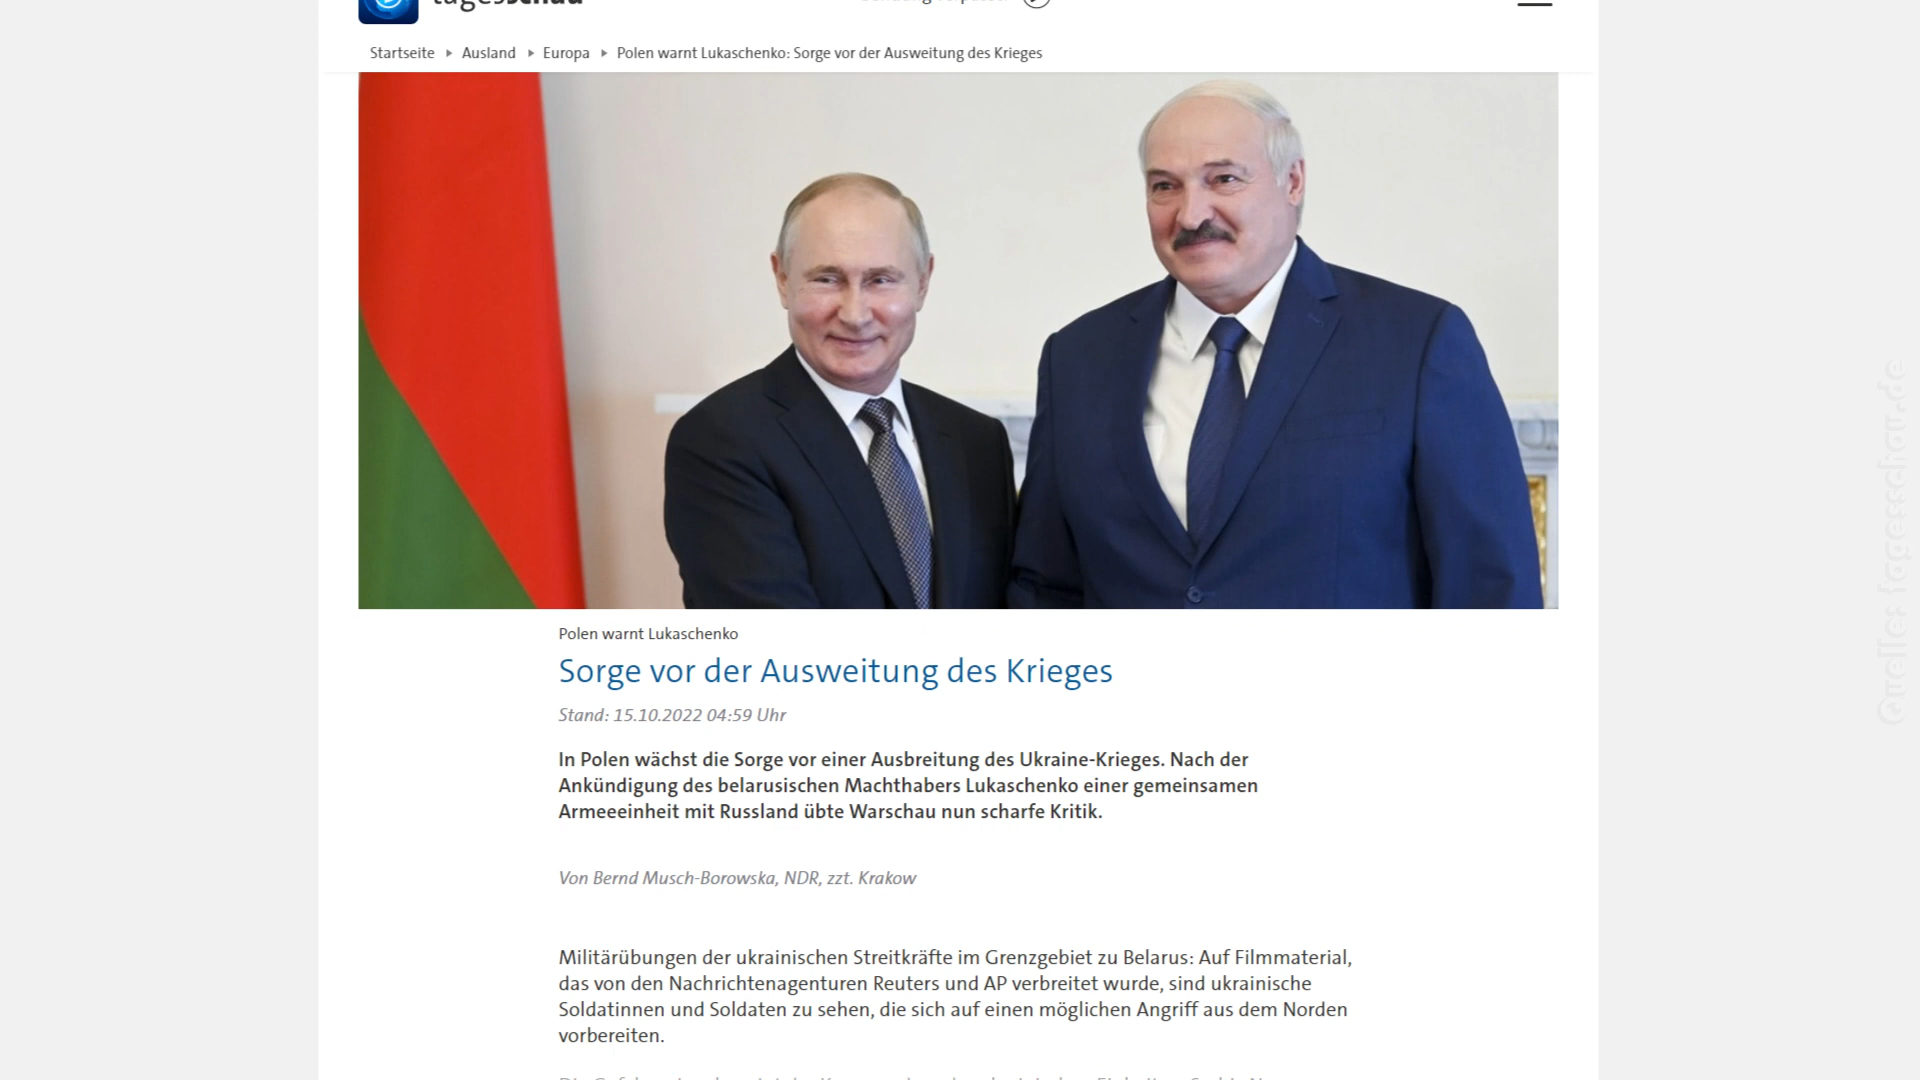 tagesschau
Startseite Ausland Europa Polen warnt Lukaschenko: Sorge vor der Ausweitung des Krieges
Polen warnt Lukaschenko
Sorge vor der Ausweitung des Krieges
Stand: 15.10.2022 04:59 Uhr
In Polen wächst die Sorge vor einer Ausbreitung des Ukraine-Krieges. Nach der
Ankündigung des belarusischen Machthabers Lukaschenko einer gemeinsamen
Armeeeinheit mit Russland übte Warschau nun scharfe Kritik.
Von Bernd Musch-Borowska, NDR, zzt. Krakow
Militärübungen der ukrainischen Streitkräfte im Grenzgebiet zu Belarus: Auf Filmmaterial,
das von den Nachrichtenagenturen Reuters und AP verbreitet wurde, sind ukrainische
Soldatinnen und Soldaten zu sehen, die sich auf einen möglichen Angriff aus dem Norden
vorbereiten.
Quelle: tagesschau.de